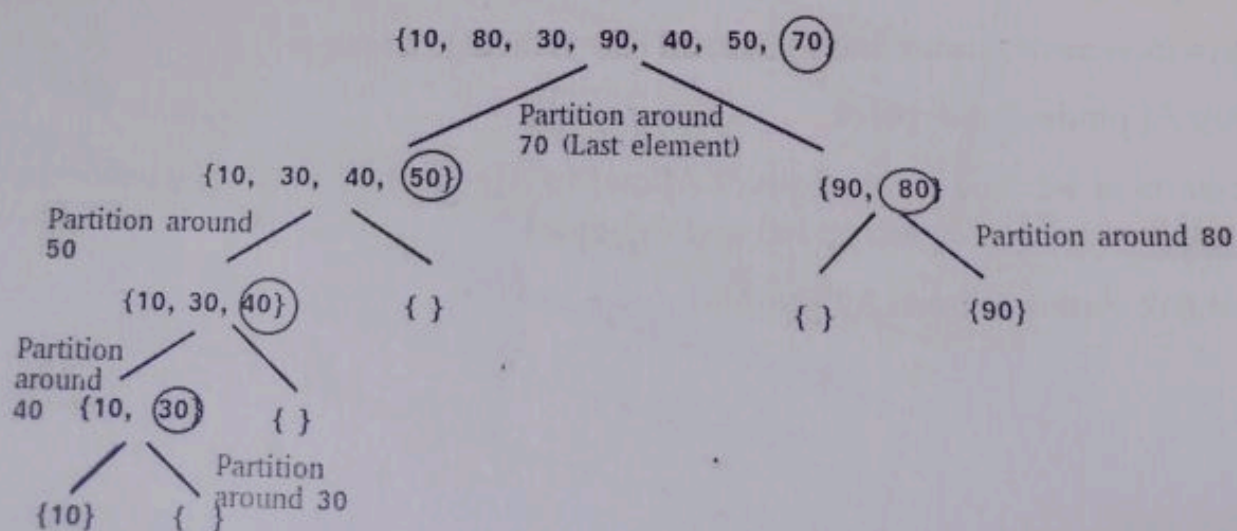 {10, 80, 30, 90, 40, 50, 70}
Partition around
70 (Last element)
{10, 30, 40, 50}
{90, 80}
Partition around
50
Partition around 80
{10, 30, 40}
{ }
{ }
{90}
Partition
around
40
{10, 30}
{ }
Partition
around 30
{10}
{ }